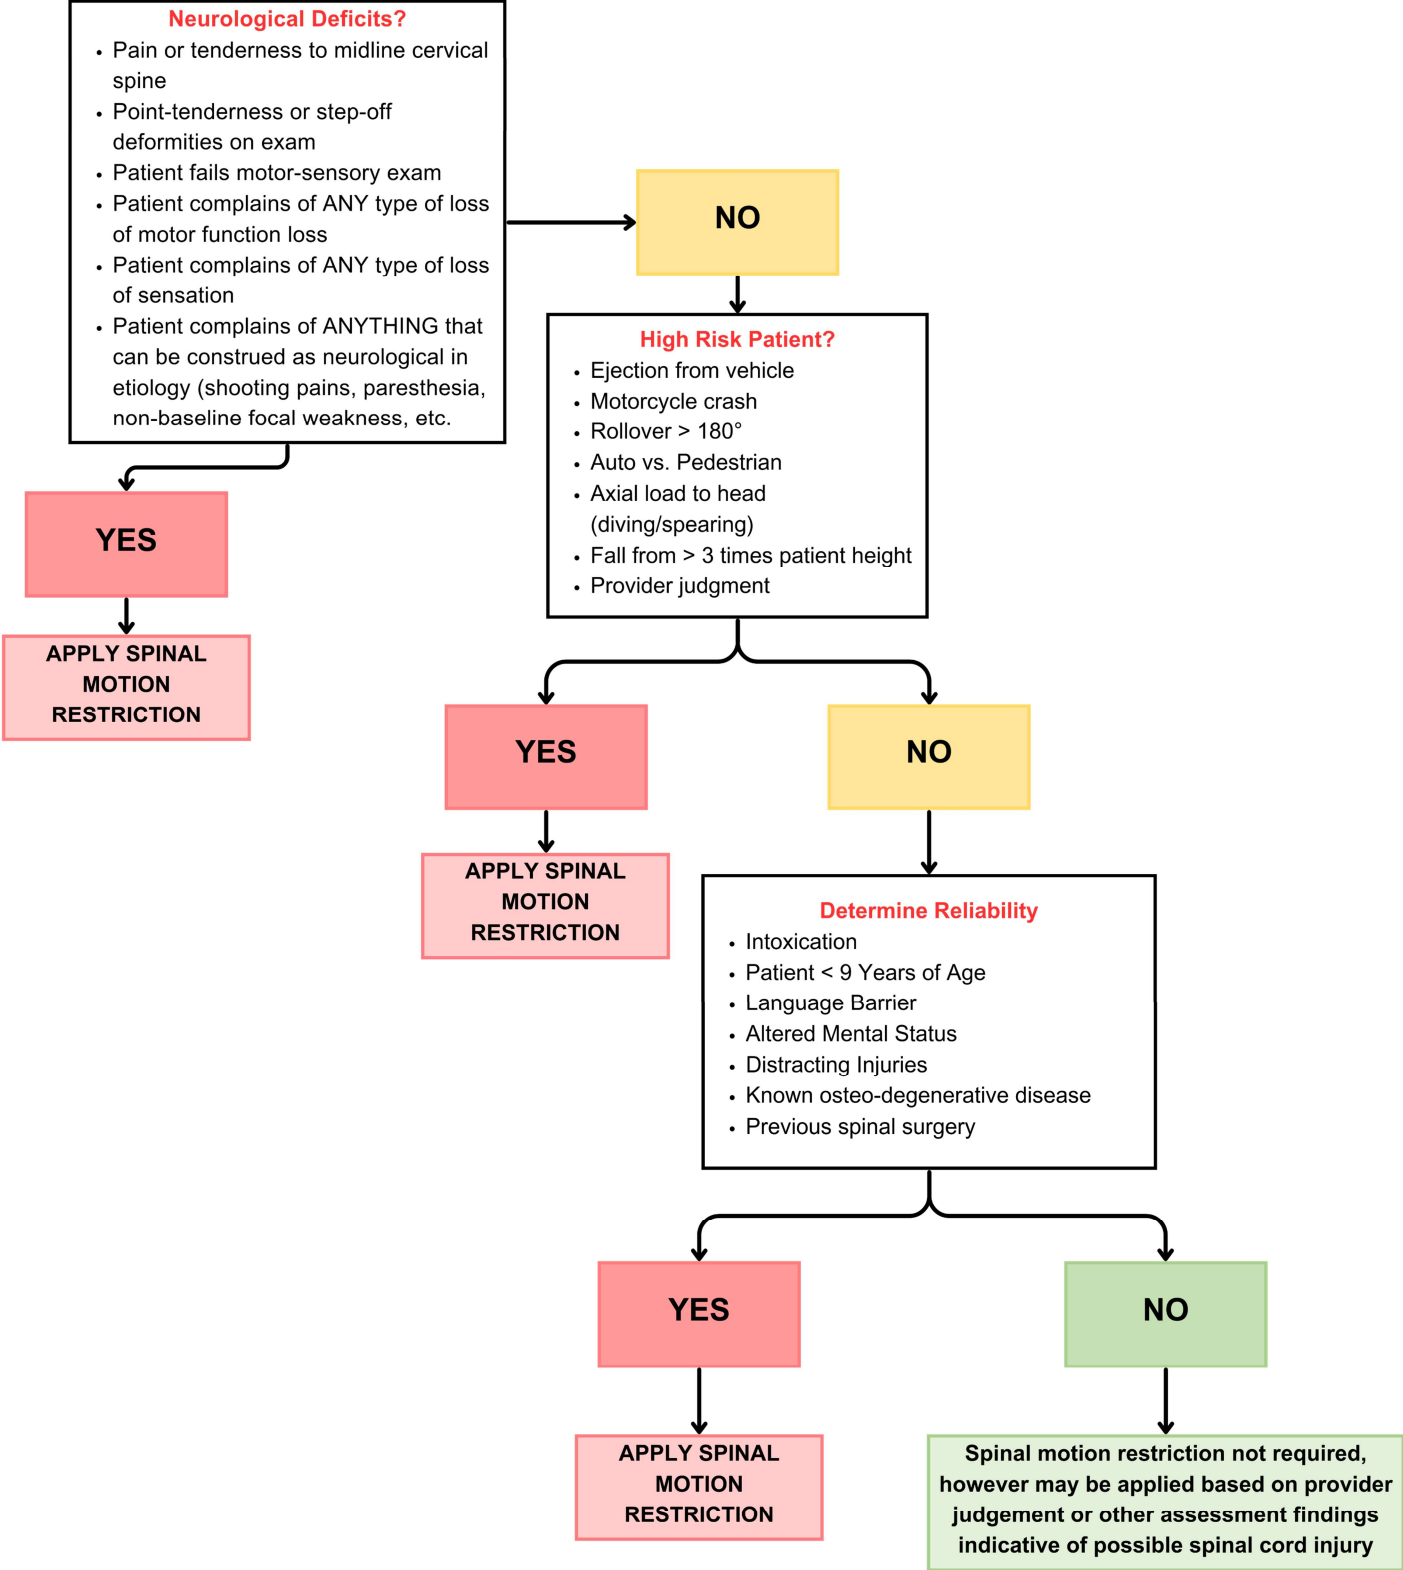 Neurological Deficits?
• Pain or tenderness to midline cervical
spine
• Point-tenderness or step-off
deformities on exam
• Patient fails motor-sensory exam
• Patient complains of ANY type of loss
of motor function loss
• Patient complains of ANY type of loss
of sensation
• Patient complains of ANYTHING that
can be construed as neurological in
etiology (shooting pains, paresthesia,
non-baseline focal weakness, etc.
NO
YES
APPLY SPINAL
MOTION
RESTRICTION
High Risk Patient?
• Ejection from vehicle
• Motorcycle crash
• Rollover > 180°
• Auto vs. Pedestrian
• Axial load to head
(diving/spearing)
• Fall from > 3 times patient height
• Provider judgment
YES
NO
APPLY SPINAL
MOTION
RESTRICTION
Determine Reliability
• Intoxication
• Patient < 9 Years of Age
• Language Barrier
• Altered Mental Status
• Distracting Injuries
• Known osteo-degenerative disease
• Previous spinal surgery
YES
NO
APPLY SPINAL
MOTION
RESTRICTION
Spinal motion restriction not required,
however may be applied based on provider
judgement or other assessment findings
indicative of possible spinal cord injury